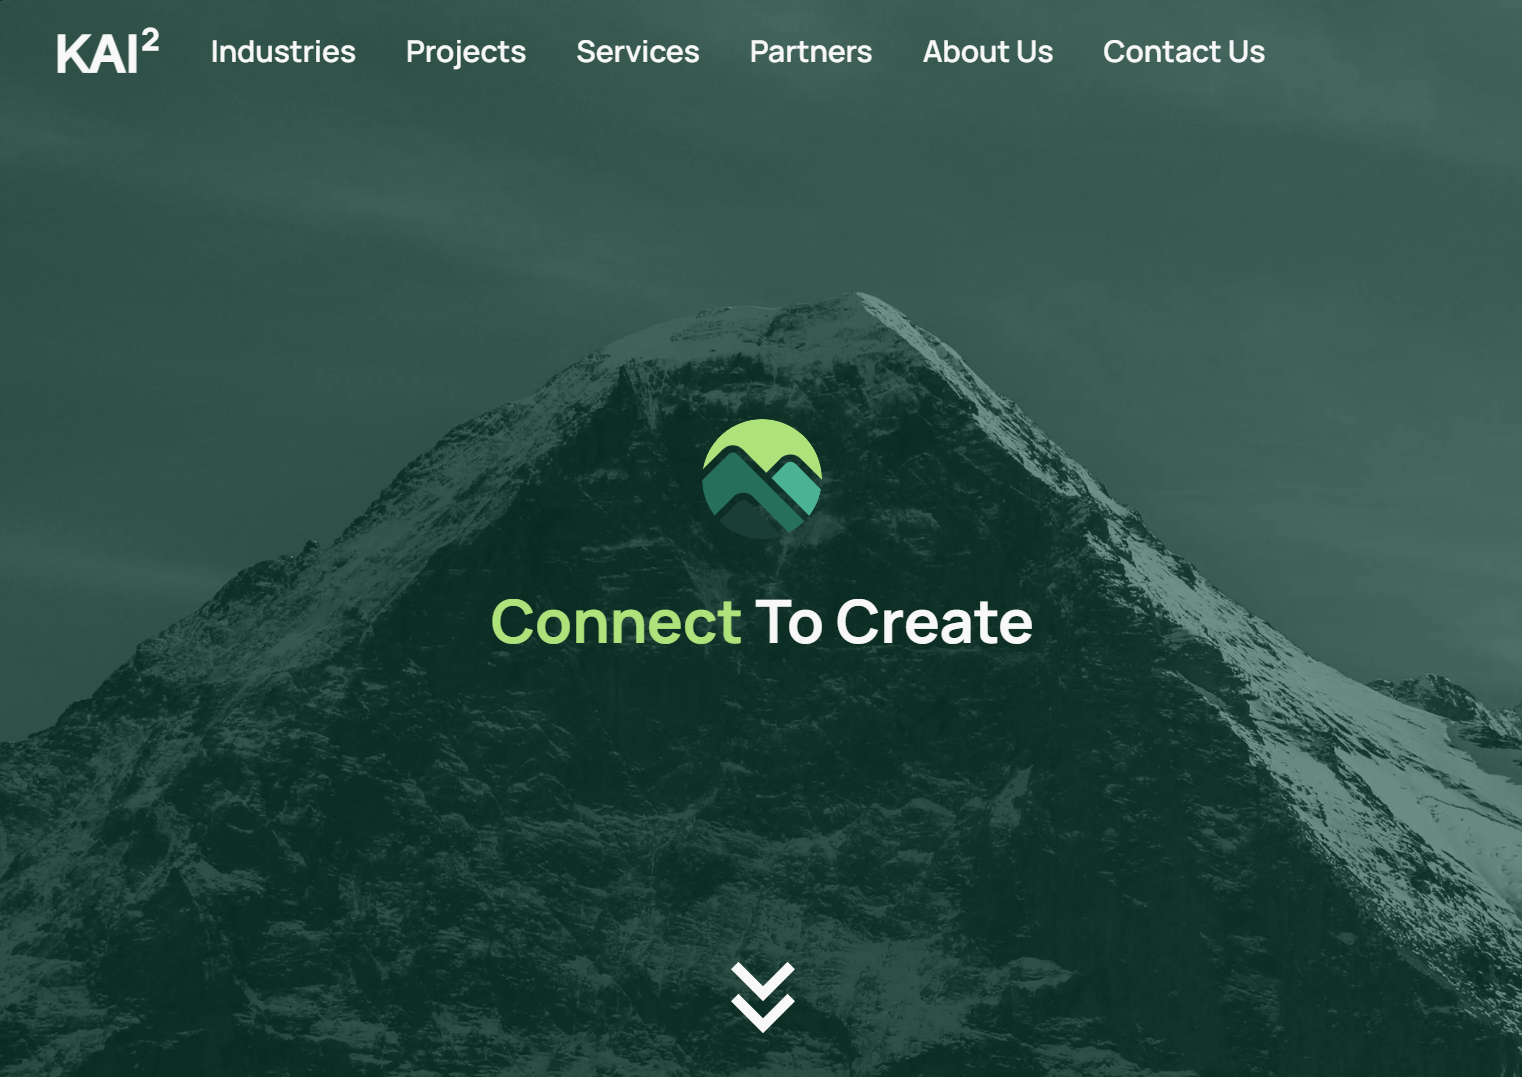 KAI² Industries Projects Services Partners About Us Contact Us
Connect To Create